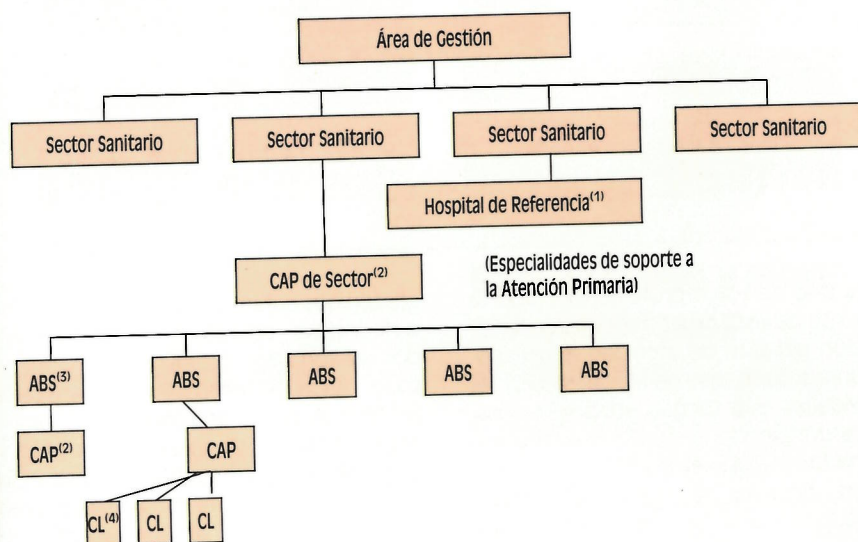 Área de Gestión
Sector Sanitario
Sector Sanitario
Sector Sanitario
Sector Sanitario
Hospital de Referencia(1)
CAP de Sector(2)
(Especialidades de soporte a
la Atención Primaria)
ABS(3)
ABS
ABS
ABS
ABS
CAP(2)
CAP
CL(4)
CL
CL